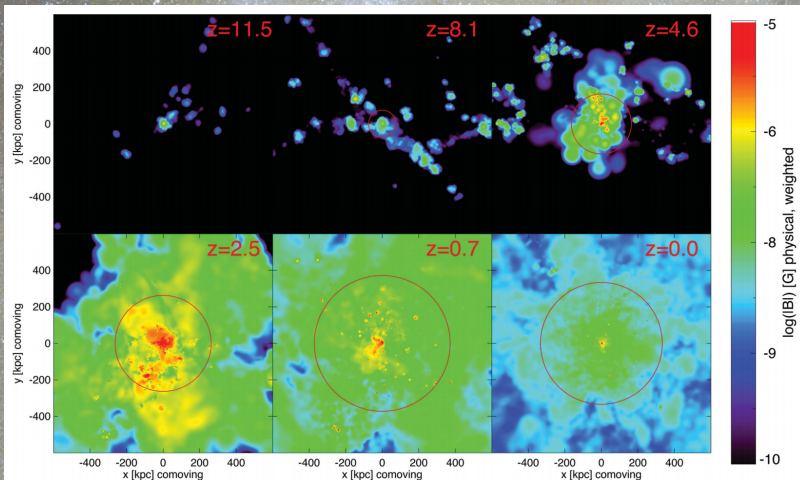 z=11.5
z=8.1
z=4.6
400
200
0
-200
-400
y [kpc] comoving
z=2.5
z=0.7
z=0.0
400
200
0
-200
-400
y [kpc] comoving
-400 -200 0 200 400
-400 -200 0 200 400
-400 -200 0 200 400
x [kpc] comoving
x [kpc] comoving
x [kpc] comoving
-5
-6
-8
-9
-10
log(IBI) [G] physical, weighted